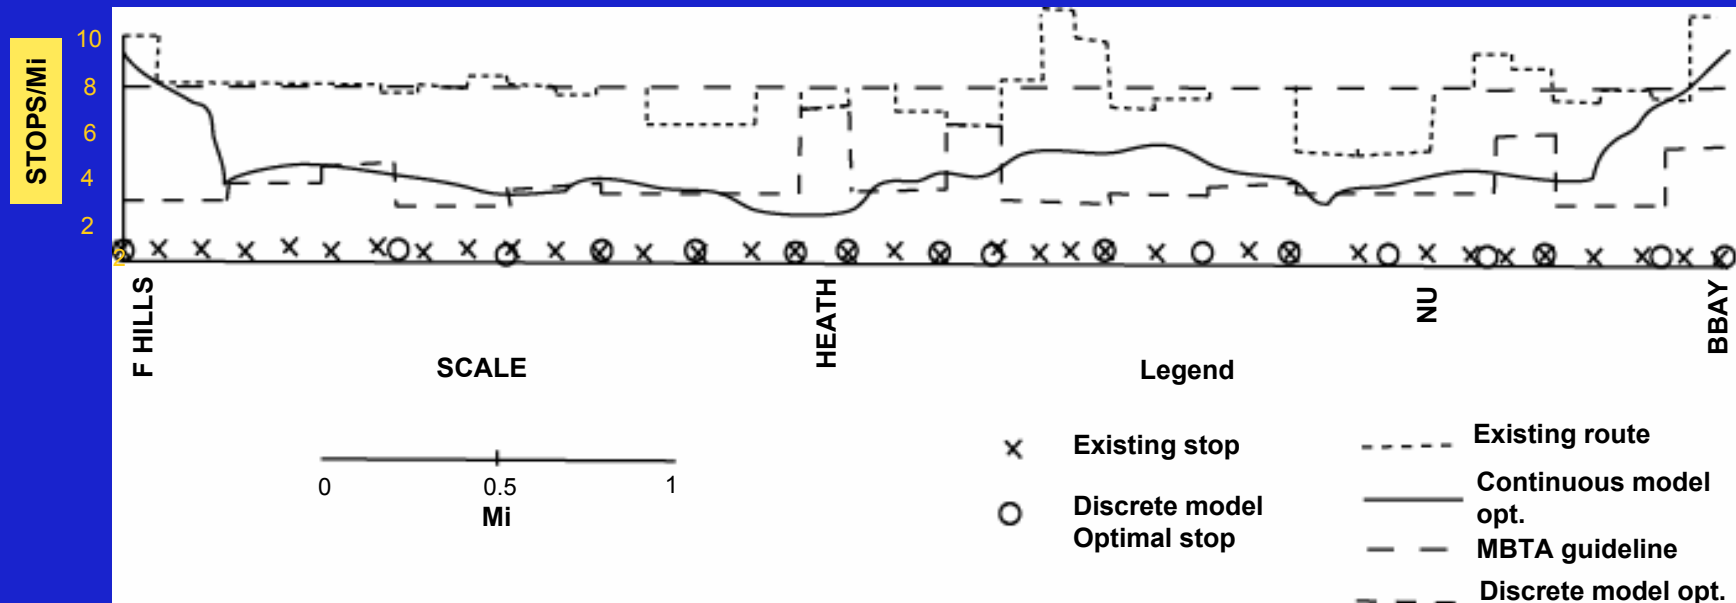 STOPS/Mi
10
8
6
4
2
2
F HILLS
HEATH
NU
BBAY
SCALE
0 0.5 1
Mi
Legend
Existing stop
Discrete model
Optimal stop
Existing route
Continuous model
opt.
MBTA guideline
Discrete model opt.